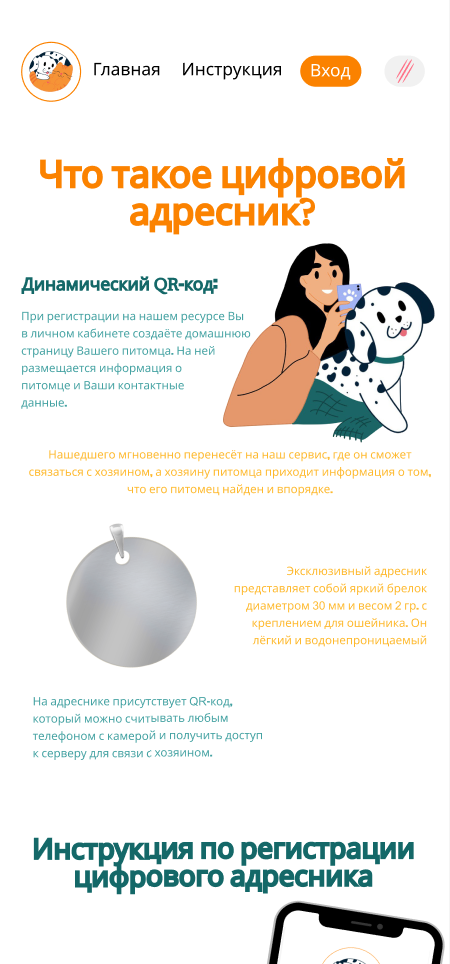 Главная
Инструкция
Вход
Что такое цифровой
адресник?
Динамический QR-код:
При регистрации на нашем ресурсе Вы
в личном кабинете создаёте домашнюю
страницу Вашего питомца. На ней
размещается информация о
питомце и Ваши контактные
данные.
Нашедшего мгновенно перенесёт на наш сервис, где он сможет
связаться с хозяином, а хозяину питомца приходит информация о том,
что его питомец найден и впорядке.
Эксклюзивный адресник
представляет собой яркий брелок
диаметром 30 мм и весом 2 гр. с
креплением для ошейника. Он
лёгкий и водонепроницаемый
На адреснике присутствует QR-код,
который можно считывать любым
телефоном с камерой и получить доступ
к серверу для связи с хозяином.
Инструкция по регистрации
цифрового адресника